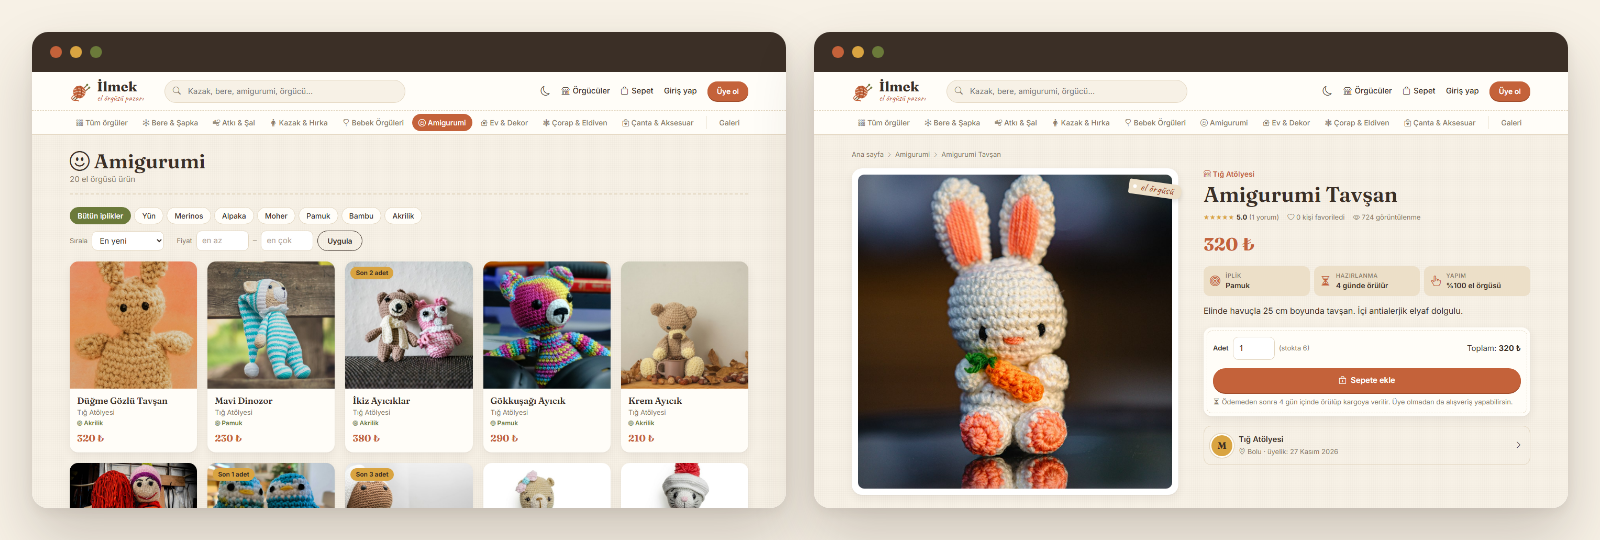 İlmek
el örgüsü pazarı
Kazak, bere, amigurumi, örgücü...
Örgücüler
Sepet
Giriş yap
Üye ol
Tüm örgüler
Bere & Şapka
Atkı & Şal
Kazak & Hırka
Bebek Örgüleri
Amigurumi
Ev & Dekor
Çorap & Eldiven
Çanta & Aksesuar
Galeri
Amigurumi
20 el örgüsü ürün
Bütün iplikler
Yün
Merinos
Alpaka
Moher
Pamuk
Bambu
Akrilik
Sırala
En yeni
Fiyat
en az
–
en çok
Uygula
Son 2 adet
Düğme Gözlü Tavşan
Tığ Atölyesi
Akrilik
320 ₺
Mavi Dinozor
Tığ Atölyesi
Pamuk
230 ₺
İkiz Ayıcıklar
Tığ Atölyesi
Akrilik
380 ₺
Gökkuşağı Ayıcık
Tığ Atölyesi
Pamuk
290 ₺
Krem Ayıcık
Tığ Atölyesi
Akrilik
210 ₺
Son 1 adet
Son 3 adet
İlmek
el örgüsü pazarı
Kazak, bere, amigurumi, örgücü...
Örgücüler
Sepet
Giriş yap
Üye ol
Tüm örgüler
Bere & Şapka
Atkı & Şal
Kazak & Hırka
Bebek Örgüleri
Amigurumi
Ev & Dekor
Çorap & Eldiven
Çanta & Aksesuar
Galeri
Ana sayfa > Amigurumi > Amigurumi Tavşan
el örgüsü
Tığ Atölyesi
Amigurumi Tavşan
★★★★★ 5.0 (1 yorum)
0 kişi favoriledi
724 görüntülenme
320 ₺
İPLİK
Pamuk
HAZIRLANMA
4 günde örülür
YAPIM
%100 el örgüsü
Elinde havuçla 25 cm boyunda tavşan. İçi antialerjik elyaf dolgulu.
Adet
1
(stokta 6)
Toplam: 320 ₺
Sepete ekle
Ödemeden sonra 4 gün içinde örülüp kargoya verilir. Üye olmadan da alışveriş yapabilirsin.
M
Tığ Atölyesi
Bolu · üyelik: 27 Kasım 2026